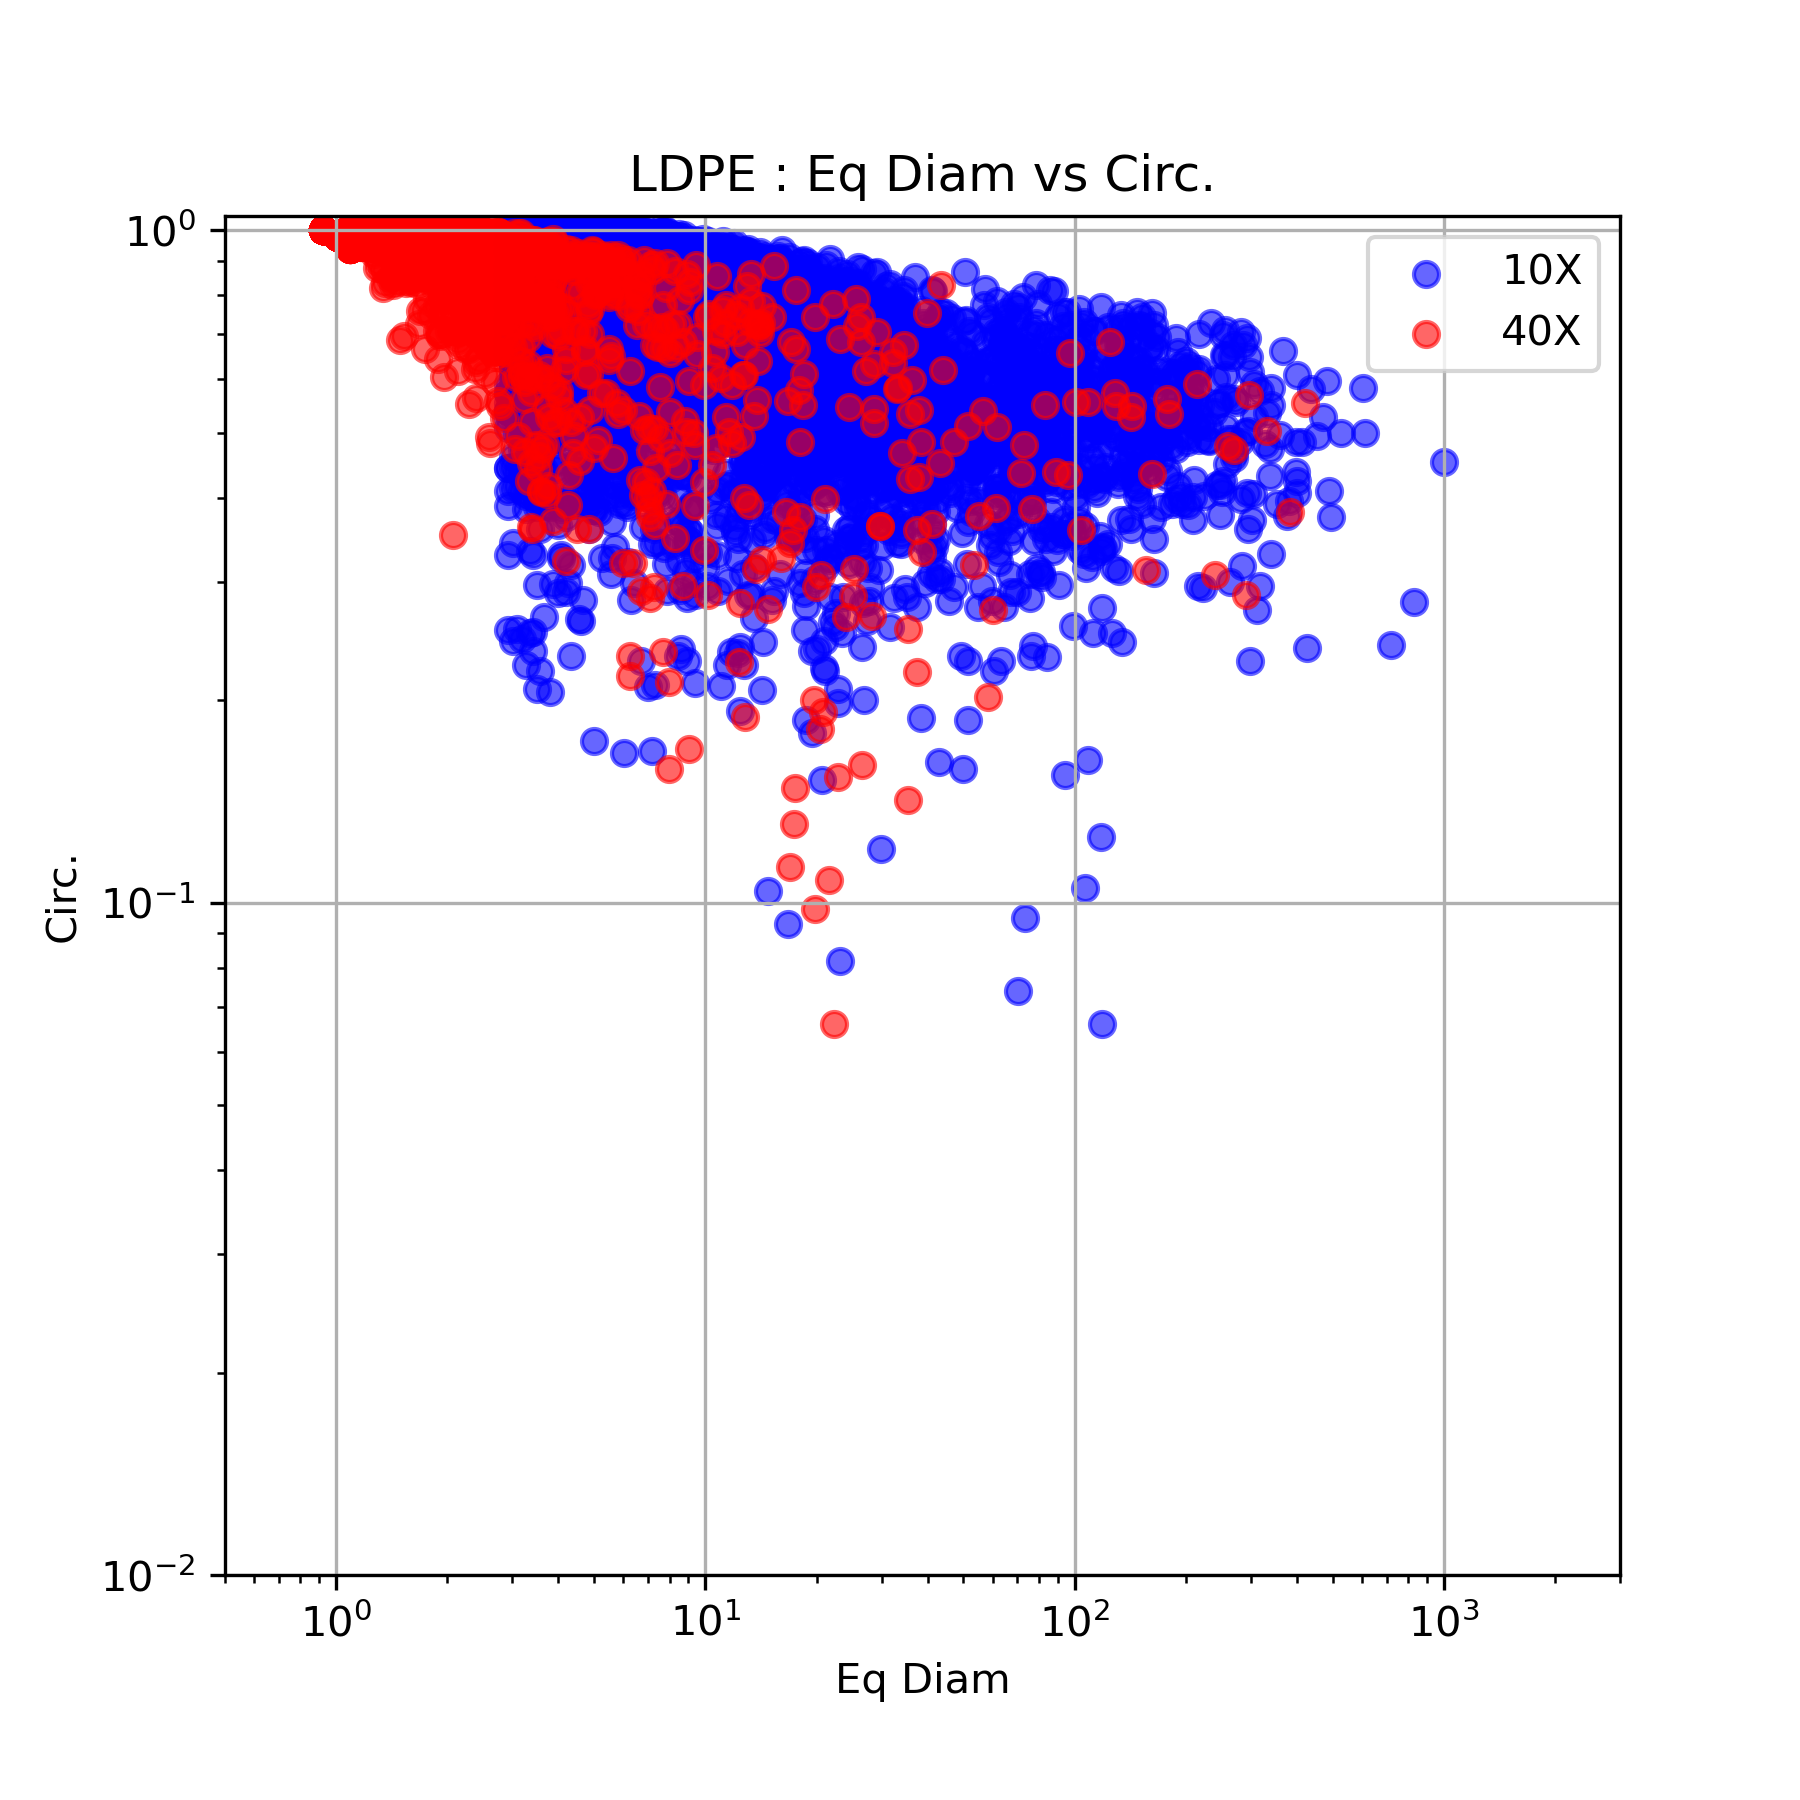 LDPE : Eq Diam vs Circ.
10⁰
10X
40X
Circ.
10⁻¹
10⁻²
10⁰ 10¹ 10² 10³
Eq Diam